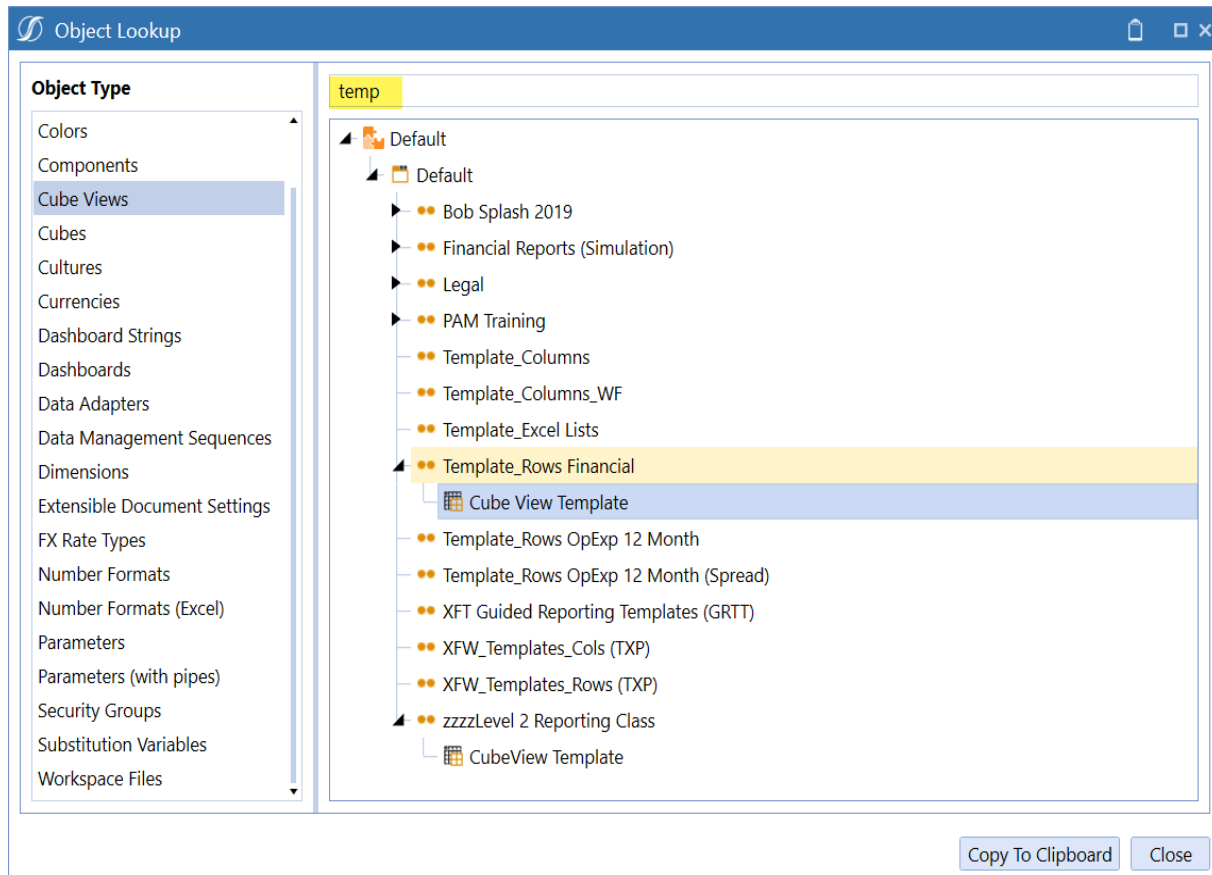 Object Lookup
Object Type
Colors
Components
Cube Views
Cubes
Cultures
Currencies
Dashboard Strings
Dashboards
Data Adapters
Data Management Sequences
Dimensions
Extensible Document Settings
FX Rate Types
Number Formats
Number Formats (Excel)
Parameters
Parameters (with pipes)
Security Groups
Substitution Variables
Workspace Files
temp
Default
Default
Bob Splash 2019
Financial Reports (Simulation)
Legal
PAM Training
Template_Columns
Template_Columns_WF
Template_Excel Lists
Template_Rows Financial
Cube View Template
Template_Rows OpExp 12 Month
Template_Rows OpExp 12 Month (Spread)
XFT Guided Reporting Templates (GRTT)
XFW_Templates_Cols (TXP)
XFW_Templates_Rows (TXP)
zzzzLevel 2 Reporting Class
CubeView Template
Copy To Clipboard
Close